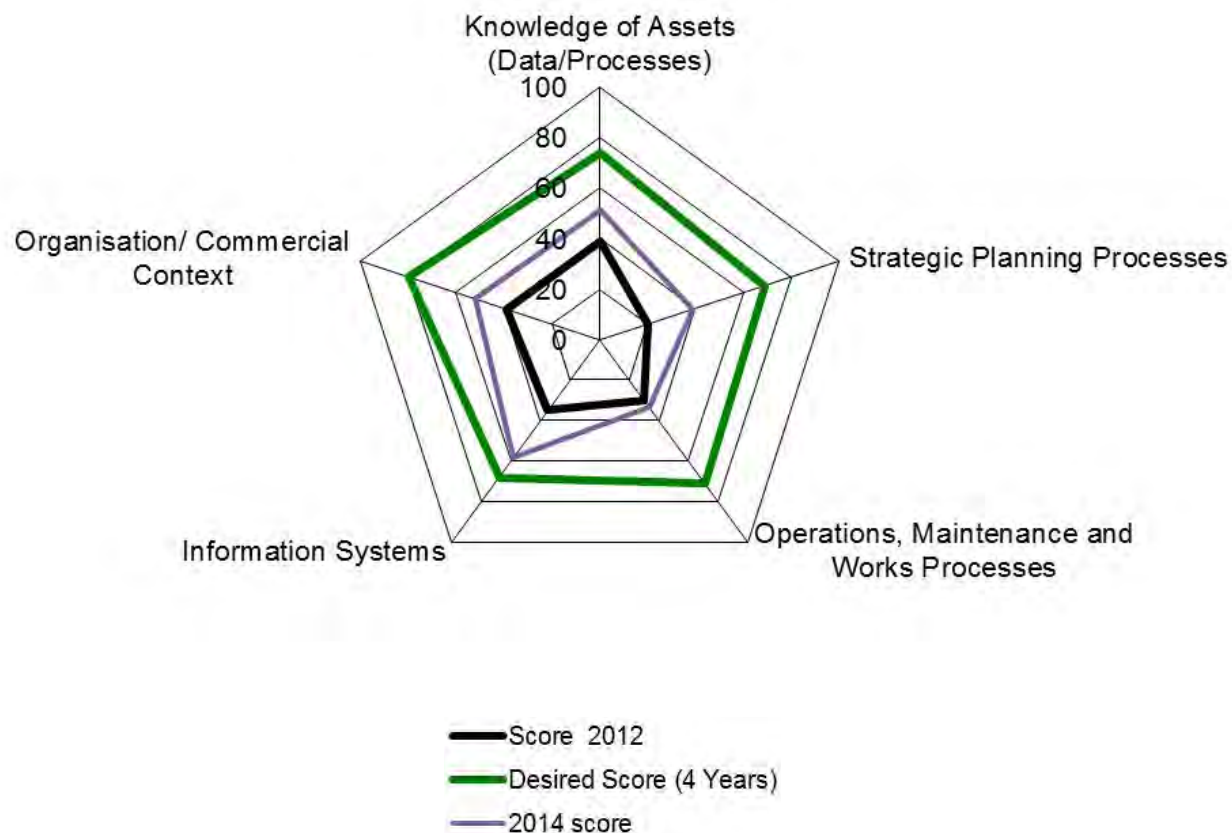 Knowledge of Assets
(Data/Processes)
100
80
60
40
20
0
Organisation/ Commercial
Context
Strategic Planning Processes
Information Systems
Operations, Maintenance and
Works Processes
Score  2012
Desired Score (4 Years)
2014 score